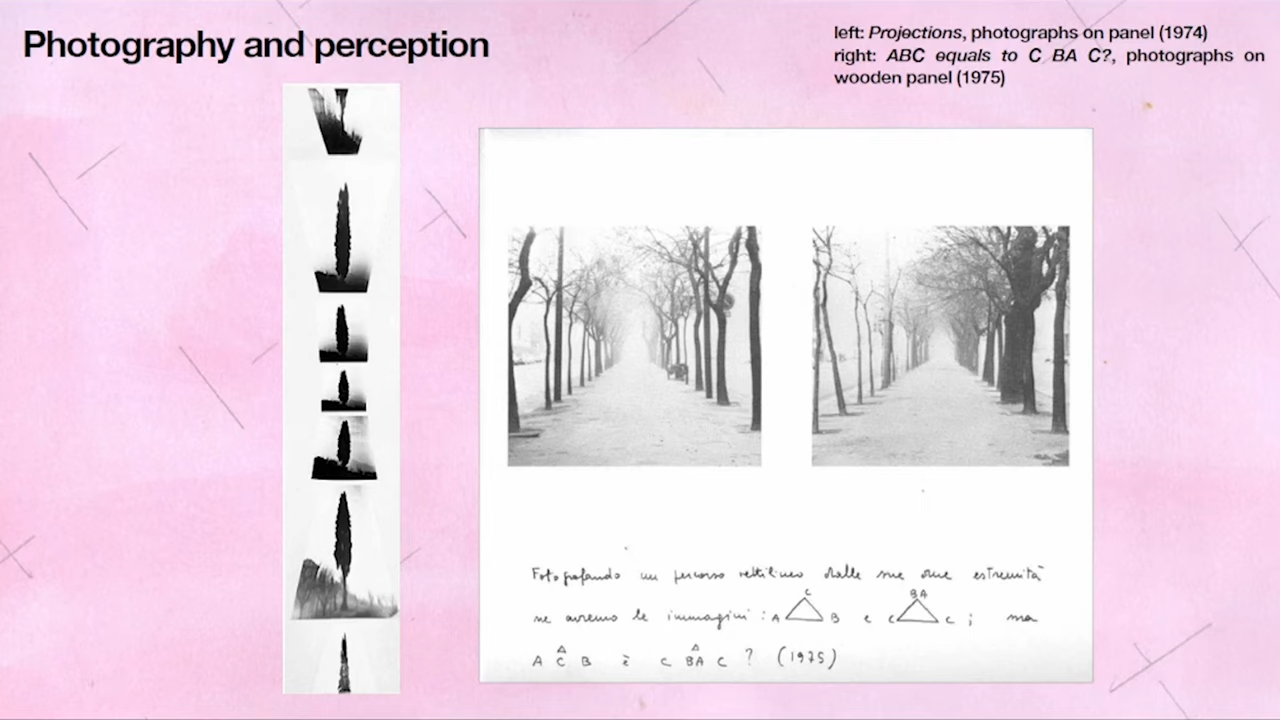 Photography and perception
left: Projections, photographs on panel (1974)
right: ABC equals to C BA C?, photographs on
wooden panel (1975)
Fotografando un percorso rettilineo dalle sue due estremità
ne avremo le immagini : A C B e C BA C ; ma
A Ĉ B è C BA C ? (1975)